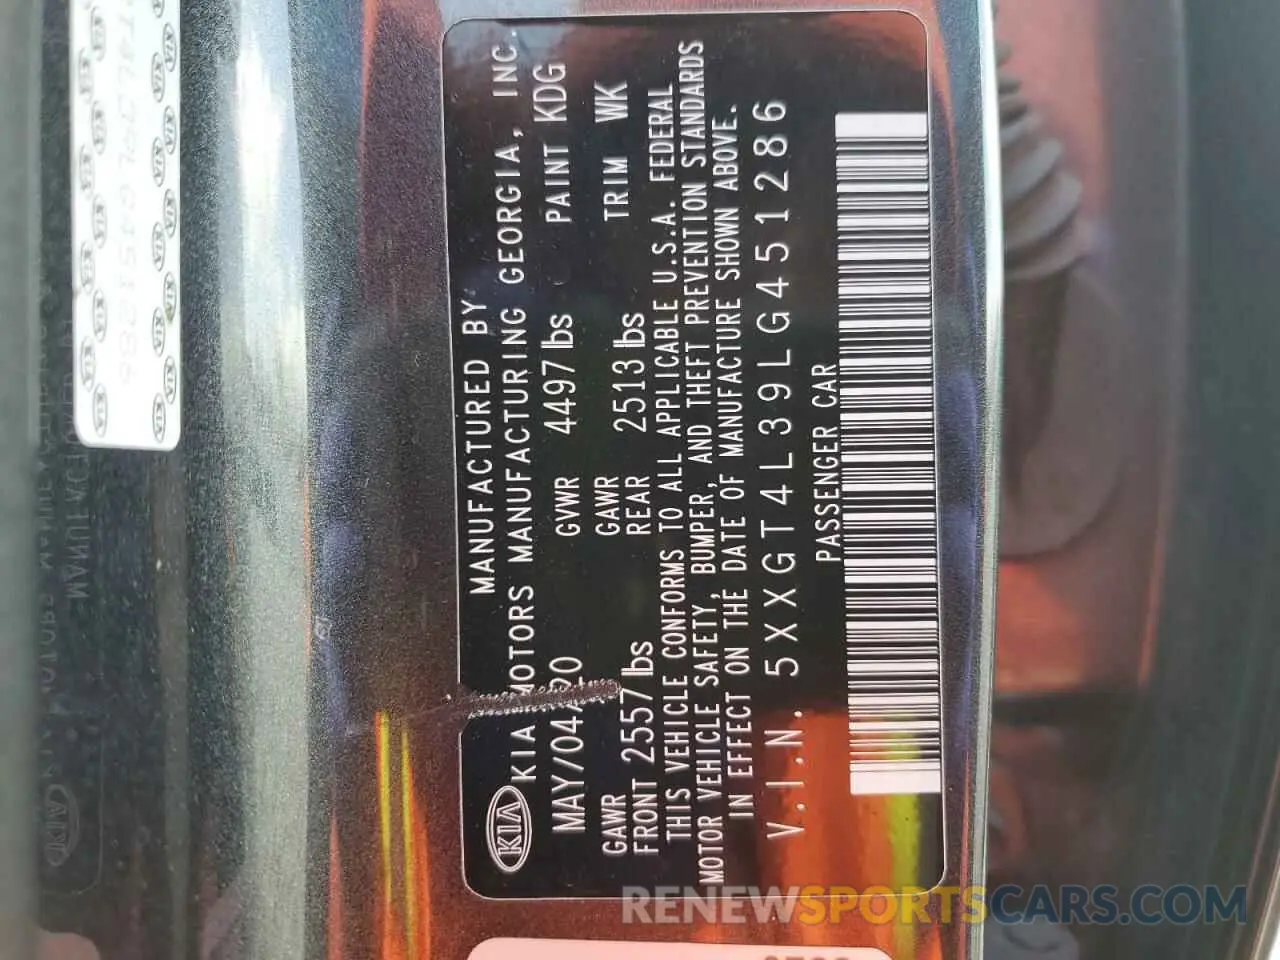 MANUFACTURED BY
KIA KIA MOTORS MANUFACTURING GEORGIA, INC.
MAY/04/20 GVWR 4497 lbs PAINT KDG
GAWR FRONT 2557 lbs GAWR REAR 2513 lbs TRIM WK
THIS VEHICLE CONFORMS TO ALL APPLICABLE U.S.A. FEDERAL
MOTOR VEHICLE SAFETY, BUMPER, AND THEFT PREVENTION STANDARDS
IN EFFECT ON THE DATE OF MANUFACTURE SHOWN ABOVE.
V.I.N. 5XXGT4L39LG451286
PASSENGER CAR
RENEWSPORTSCARS.COM